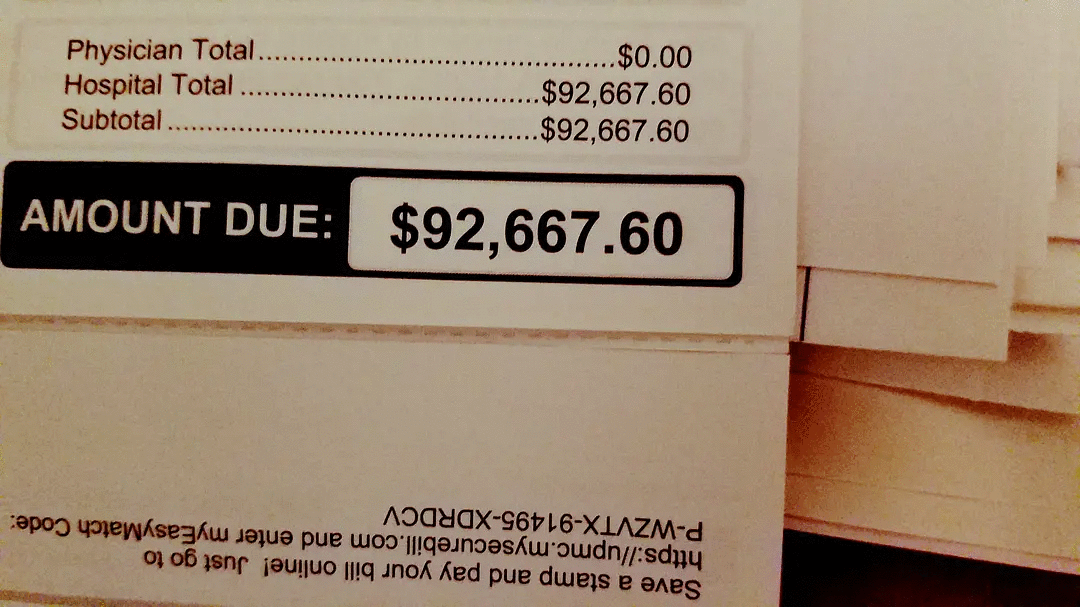 Physician Total......................................................$0.00
Hospital Total .............................................$92,667.60
Subtotal........................................................$92,667.60
AMOUNT DUE: $92,667.60
Save a stamp and pay your bill online! Just go to
https://upmc.mysecurebill.com and enter myEasyMatch Code:
P-WZVTX-91495-XDRDCV